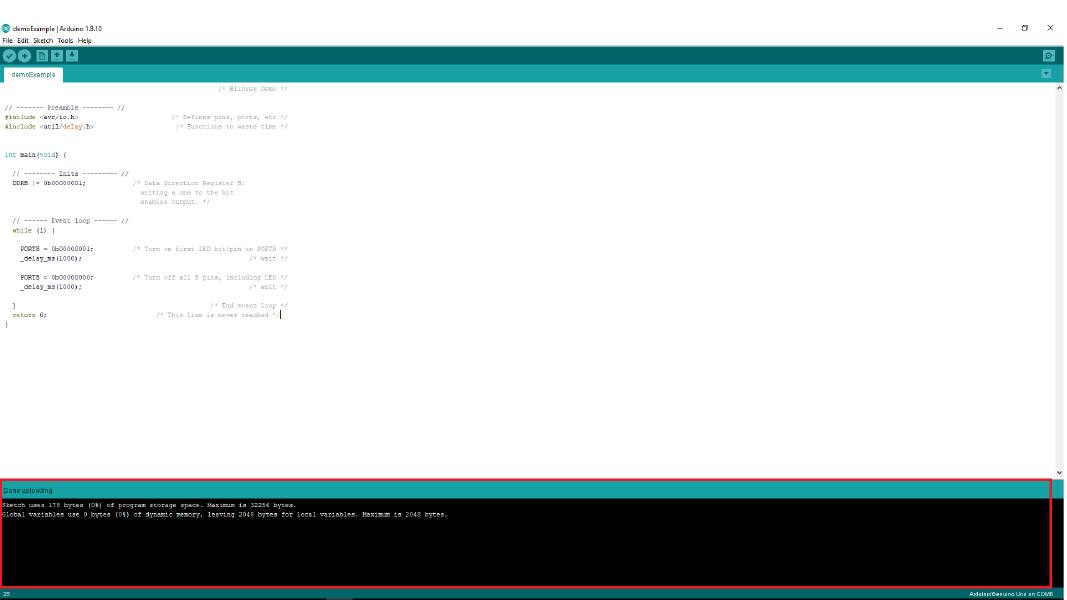 demoExample | Arduino 1.8.10
File Edit Sketch Tools Help
demoExample
/* Blinker Demo */
// ------- Preamble -------- //
#include <avr/io.h> /* Defines pins, ports, etc */
#include <util/delay.h> /* Functions to waste time */
int main(void) {
// -------- Inits --------- //
DDRB |= 0b00000001; /* Data Direction Register B:
writing a one to the bit
enables output. */
// ------ Event loop ------ //
while (1) {
PORTB = 0b00000001; /* Turn on first LED bit/pin in PORTB */
_delay_ms(1000); /* wait */
PORTB = 0b00000000; /* Turn off all B pins, including LED */
_delay_ms(1000); /* wait */
} /* End event loop */
return 0; /* This line is never reached */
}
Done uploading.
Sketch uses 178 bytes (0%) of program storage space. Maximum is 32256 bytes.
Global variables use 0 bytes (0%) of dynamic memory, leaving 2048 bytes for local variables. Maximum is 2048 bytes.
25 Arduino/Genuino Uno on COM8